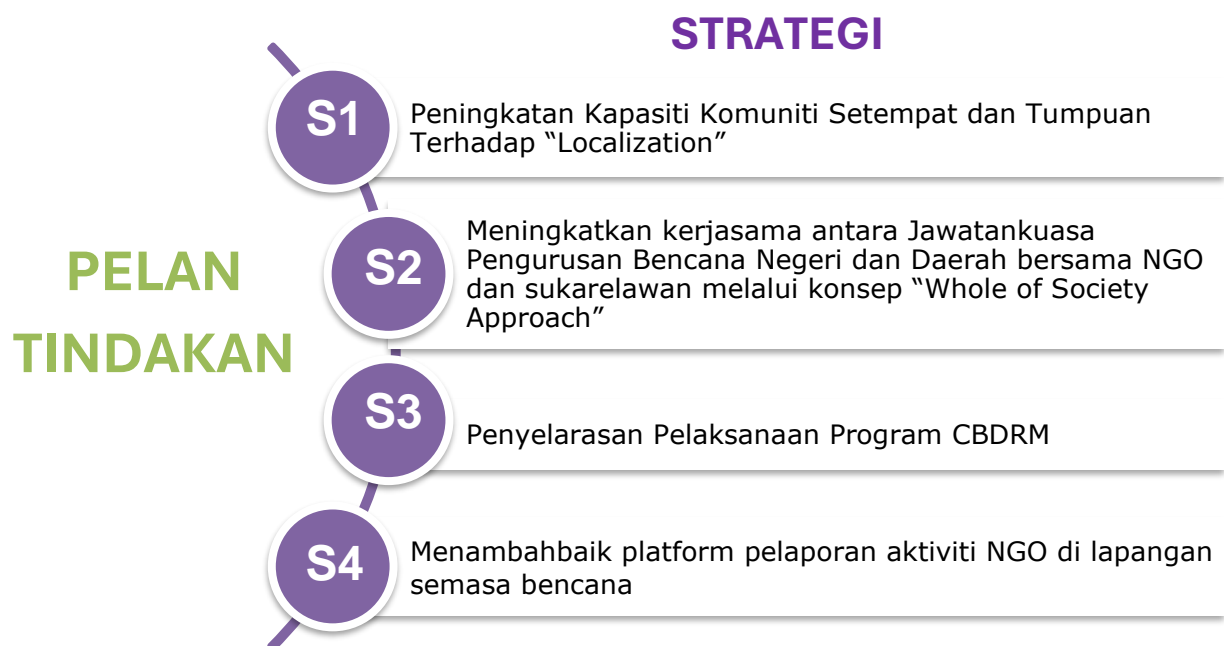 STRATEGI
PELAN
TINDAKAN
S1
Peningkatan Kapasiti Komuniti Setempat dan Tumpuan
Terhadap “Localization”
S2
Meningkatkan kerjasama antara Jawatankuasa
Pengurusan Bencana Negeri dan Daerah bersama NGO
dan sukarelawan melalui konsep “Whole of Society
Approach”
S3
Penyelarasan Pelaksanaan Program CBDRM
S4
Menambahbaik platform pelaporan aktiviti NGO di lapangan
semasa bencana